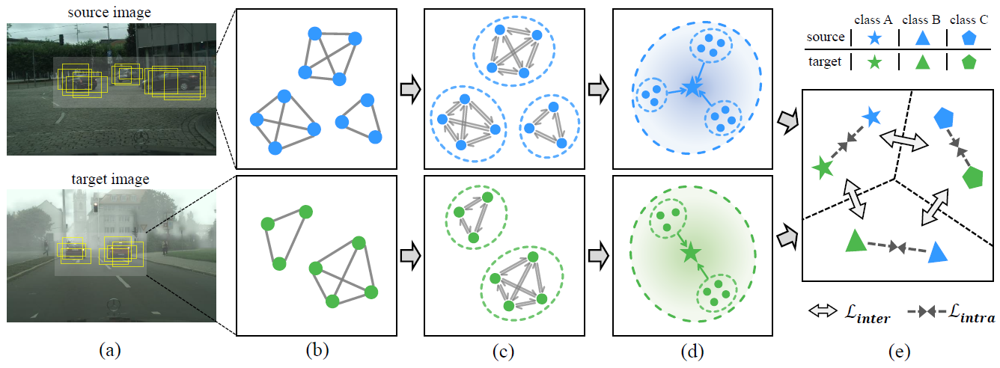 source image
target image
class A class B class C
source
target
ℒinter ℒintra
(a) (b) (c) (d) (e)